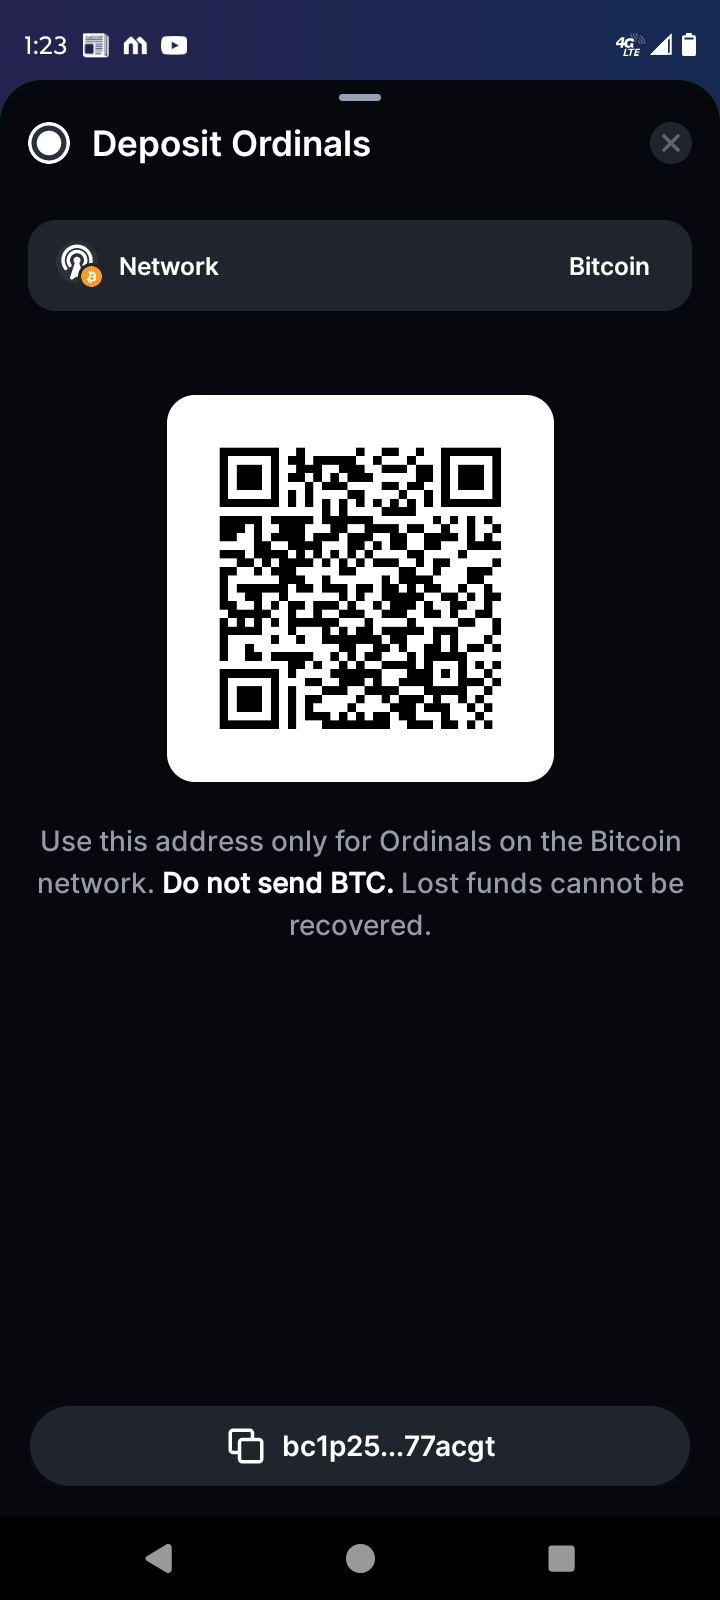 1:23
4G
LTE
Deposit Ordinals
Network
Bitcoin
Use this address only for Ordinals on the Bitcoin
network. Do not send BTC. Lost funds cannot be
recovered.
bc1p25...77acgt